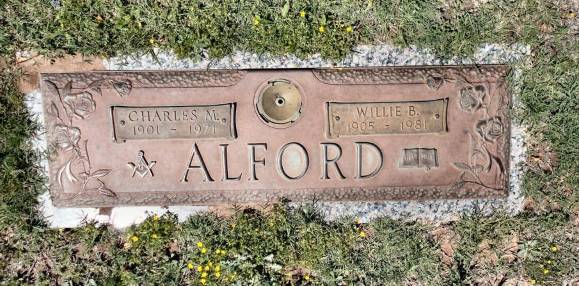 CHARLES M.
1901 - 1971
WILLIE B.
1905 - 1981
ALFORD